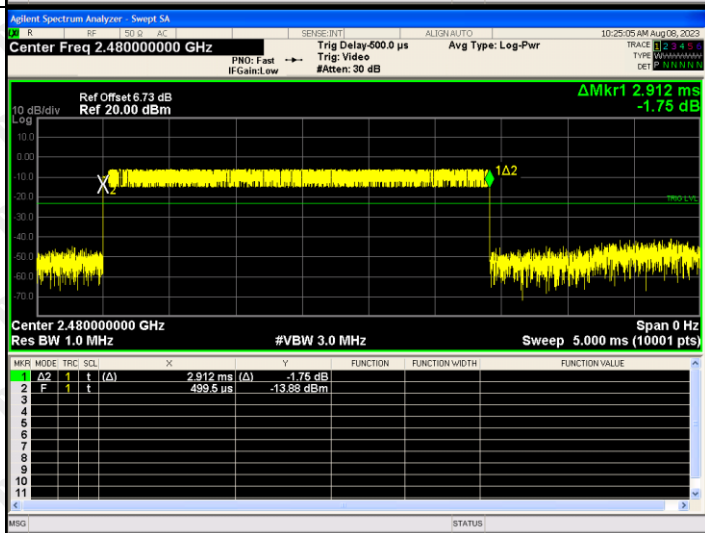 Agilent Spectrum Analyzer - Swept SA
R RF 50 Ω AC SENSE:INT ALIGN AUTO 10:25:05 AM Aug 08, 2023
Center Freq 2.480000000 GHz
PNO: Fast
IFGain:Low
Trig Delay-500.0 µs
Trig: Video
#Atten: 30 dB
Avg Type: Log-Pwr
TRACE 1 2 3 4 5 6
TYPE W
DET P N N N N N
ΔMkr1 2.912 ms
-1.75 dB
Ref Offset 6.73 dB
10 dB/div Ref 20.00 dBm
Log
10.0
0.00
-10.0
-20.0
-30.0
-40.0
-50.0
-60.0
-70.0
2
1Δ2
TRIG LVL
Center 2.480000000 GHz Span 0 Hz
Res BW 1.0 MHz #VBW 3.0 MHz Sweep 5.000 ms (10001 pts)
MKR MODE TRC SCL X Y FUNCTION FUNCTION WIDTH FUNCTION VALUE
1 Δ2 1 t (Δ) 2.912 ms (Δ) -1.75 dB
2 F 1 t 499.5 µs -13.88 dBm
3
4
5
6
7
8
9
10
11
MSG STATUS